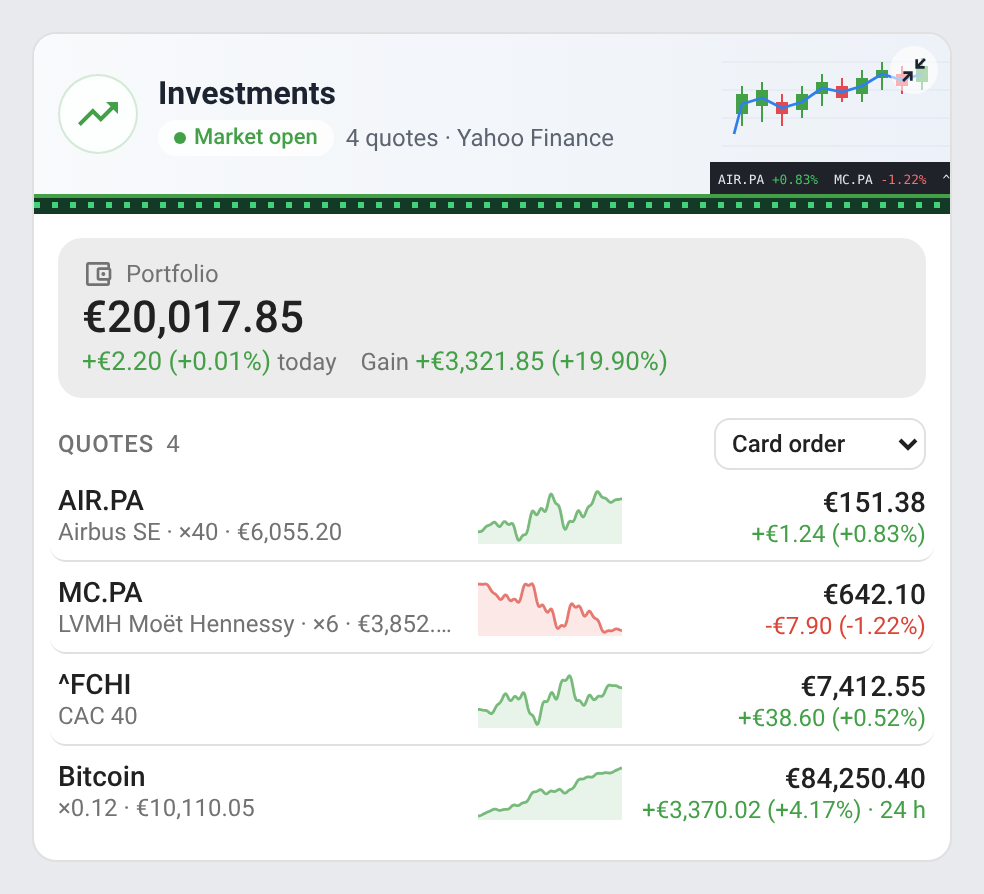 Investments
Market open
4 quotes · Yahoo Finance
AIR.PA +0.83% MC.PA -1.22% ^
Portfolio
€20,017.85
+€2.20 (+0.01%) today Gain +€3,321.85 (+19.90%)
QUOTES 4
Card order
AIR.PA
€151.38
Airbus SE · ×40 · €6,055.20
+€1.24 (+0.83%)
MC.PA
€642.10
LVMH Moët Hennessy · ×6 · €3,852.…
-€7.90 (-1.22%)
^FCHI
€7,412.55
CAC 40
+€38.60 (+0.52%)
Bitcoin
€84,250.40
×0.12 · €10,110.05
+€3,370.02 (+4.17%) · 24 h